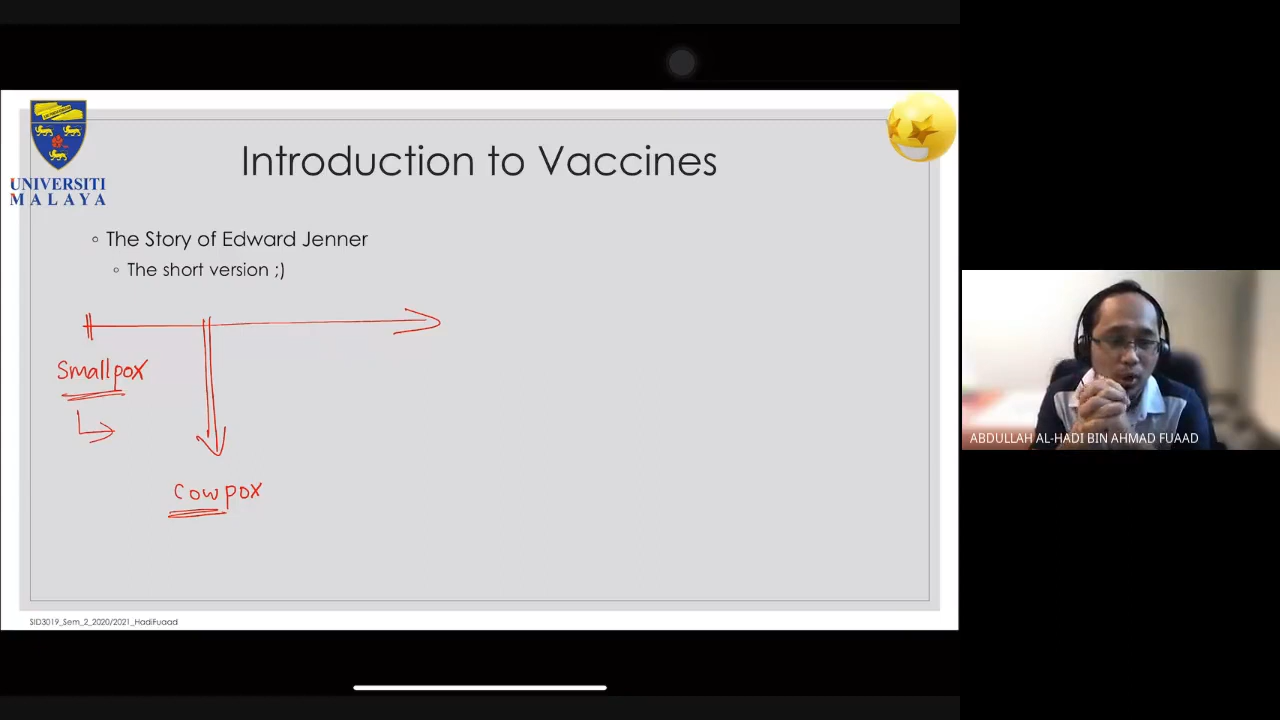 UNIVERSITI
MALAYA
Introduction to Vaccines
◦ The Story of Edward Jenner
◦ The short version ;)
Smallpox
Cowpox
SID3019_Sem_2_2020/2021_HadiFuaad
ABDULLAH AL-HADI BIN AHMAD FUAAD